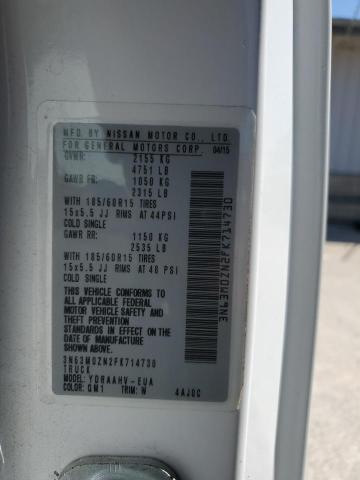 MFD BY NISSAN MOTOR CO., LTD.
FOR GENERAL MOTORS CORP. 04/15
GVWR: 2155 KG
4751 LB
GAWR FR: 1050 KG
2315 LB
WITH 185/60R15 TIRES
15x5.5 JJ RIMS AT 44PSI
COLD SINGLE
GAWR RR: 1150 KG
2535 LB
WITH 185/60R15 TIRES
15x5.5 JJ RIMS AT 48 PSI
COLD SINGLE
THIS VEHICLE CONFORMS TO
ALL APPLICABLE FEDERAL
MOTOR VEHICLE SAFETY AND
STANDARDS IN EFFECT ON
THE DATE OF MANUFACTURE
SHOWN ABOVE.
3N63M0ZN2FK714730
TRUCK
MODEL: YDRAAHV-EUA
COLOR: QM1 TRIM: W 4AJ0C
3N63M0ZN2FK714730